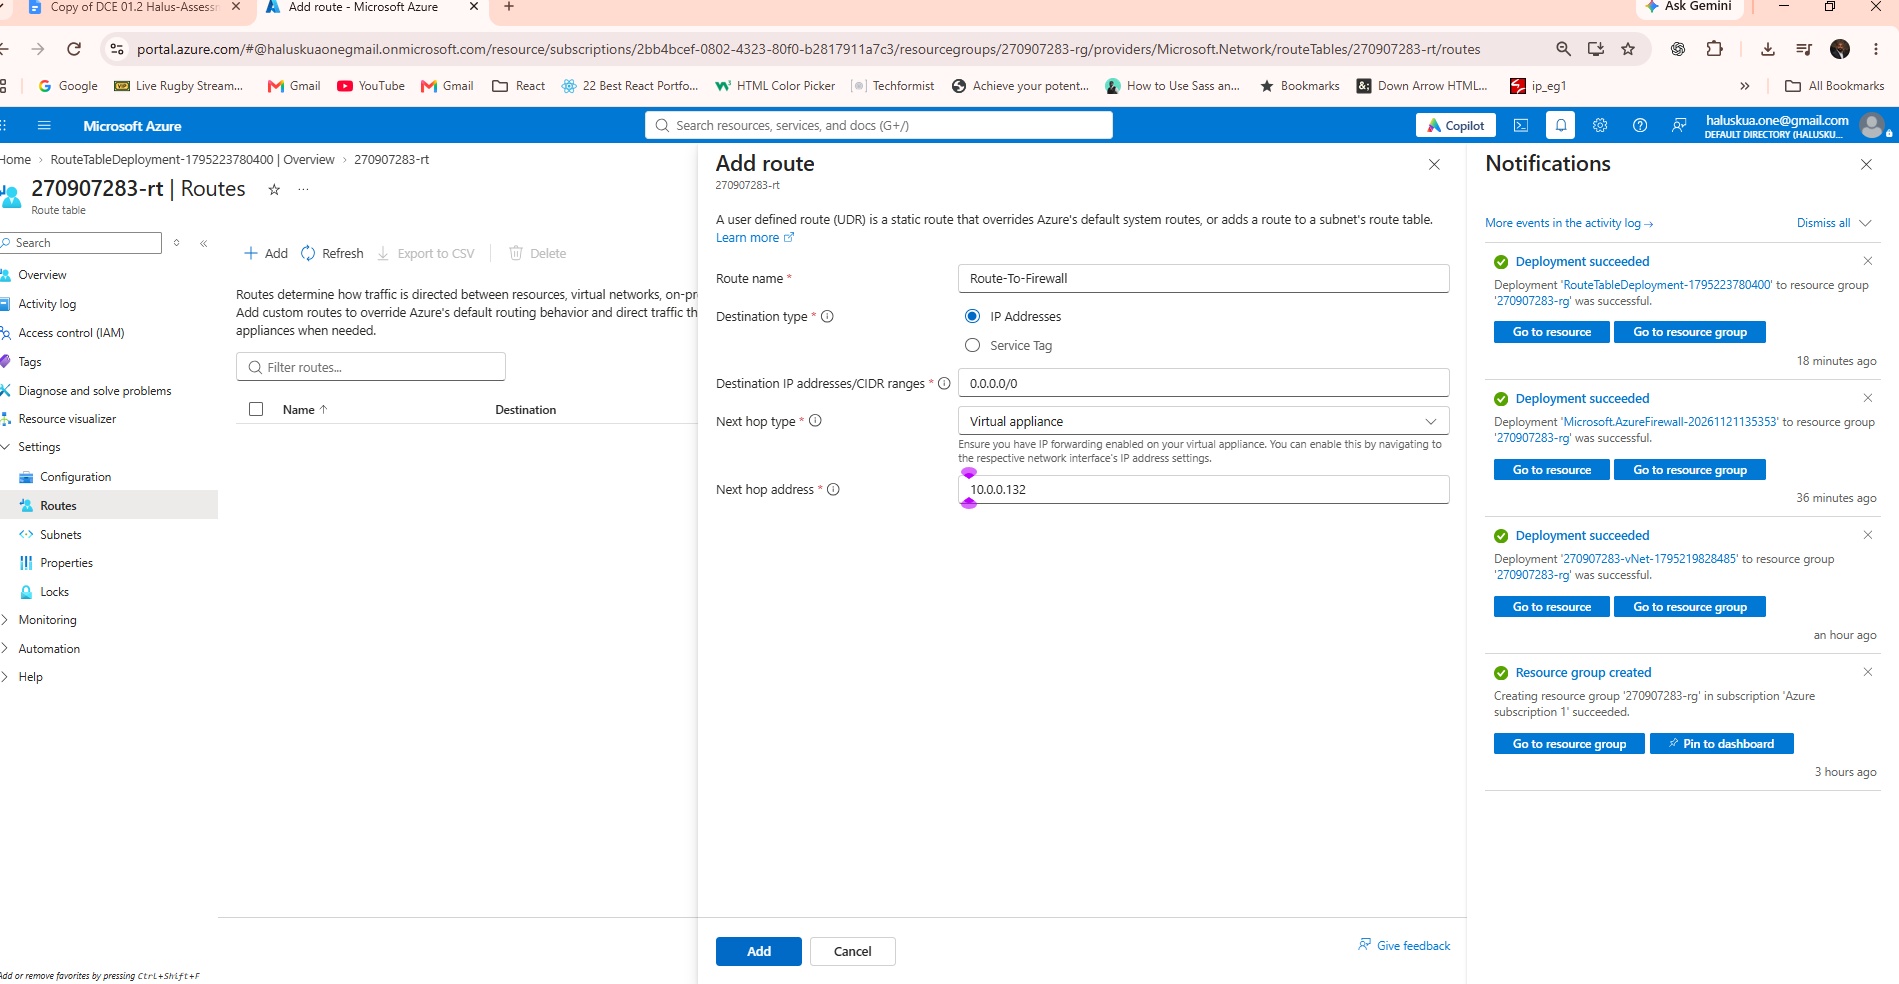 Copy of DCE 01.2 Halus-Assessm
Add route - Microsoft Azure
Ask Gemini
portal.azure.com/#@haluskuaonegmail.onmicrosoft.com/resource/subscriptions/2bb4bcef-0802-4323-80f0-b2817911a7c3/resourcegroups/270907283-rg/providers/Microsoft.Network/routeTables/270907283-rt/routes
Google
Live Rugby Stream...
Gmail
YouTube
Gmail
React
22 Best React Portfo...
HTML Color Picker
Techformist
Achieve your potent...
How to Use Sass an...
Bookmarks
Down Arrow HTML...
ip_eg1
All Bookmarks
Microsoft Azure
Search resources, services, and docs (G+/)
Copilot
haluskua.one@gmail.com
DEFAULT DIRECTORY (HALUSKU...
Home > RouteTableDeployment-1795223780400 | Overview > 270907283-rt
270907283-rt | Routes
Route table
Search
Overview
Activity log
Access control (IAM)
Tags
Diagnose and solve problems
Resource visualizer
Settings
Configuration
Routes
Subnets
Properties
Locks
Monitoring
Automation
Help
Add or remove favorites by pressing Ctrl+Shift+F
Add
Refresh
Export to CSV
Delete
Routes determine how traffic is directed between resources, virtual networks, on-pr
Add custom routes to override Azure's default routing behavior and direct traffic th
appliances when needed.
Filter routes...
Name ↑
Destination
Add route
270907283-rt
A user defined route (UDR) is a static route that overrides Azure's default system routes, or adds a route to a subnet's route table.
Learn more
Route name *
Route-To-Firewall
Destination type *
IP Addresses
Service Tag
Destination IP addresses/CIDR ranges *
0.0.0.0/0
Next hop type *
Virtual appliance
Ensure you have IP forwarding enabled on your virtual appliance. You can enable this by navigating to
the respective network interface's IP address settings.
Next hop address *
10.0.0.132
Add
Cancel
Give feedback
Notifications
More events in the activity log →
Dismiss all
Deployment succeeded
Deployment 'RouteTableDeployment-1795223780400' to resource group
'270907283-rg' was successful.
Go to resource
Go to resource group
18 minutes ago
Deployment succeeded
Deployment 'Microsoft.AzureFirewall-20261121135353' to resource group
'270907283-rg' was successful.
Go to resource
Go to resource group
36 minutes ago
Deployment succeeded
Deployment '270907283-vNet-1795219828485' to resource group
'270907283-rg' was successful.
Go to resource
Go to resource group
an hour ago
Resource group created
Creating resource group '270907283-rg' in subscription 'Azure
subscription 1' succeeded.
Go to resource group
Pin to dashboard
3 hours ago